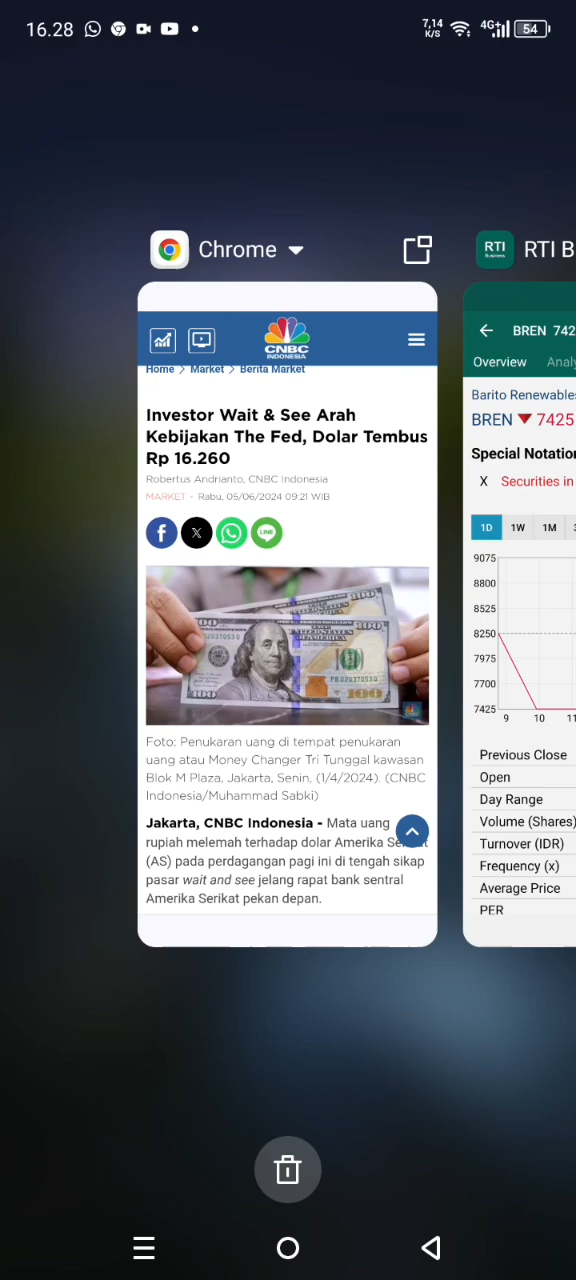 16.28
7,14
K/S
4G+
54
Chrome
CNBC
INDONESIA
Home > Market > Berita Market
Investor Wait & See Arah
Kebijakan The Fed, Dolar Tembus
Rp 16.260
Robertus Andrianto, CNBC Indonesia
MARKET - Rabu, 05/06/2024 09:21 WIB
LINE
Foto: Penukaran uang di tempat penukaran
uang atau Money Changer Tri Tunggal kawasan
Blok M Plaza, Jakarta, Senin, (1/4/2024). (CNBC
Indonesia/Muhammad Sabki)
Jakarta, CNBC Indonesia - Mata uang
rupiah melemah terhadap dolar Amerika
(AS) pada perdagangan pagi ini di tengah sikap
pasar wait and see jelang rapat bank sentral
Amerika Serikat pekan depan.
RTI
Business
RTI B
BREN 742
Overview Analy
Barito Renewables
BREN ▼ 7425
Special Notation
X Securities in
1D 1W 1M
9075
8800
8525
8250
7975
7700
7425
9 10 11
Previous Close
Open
Day Range
Volume (Shares)
Turnover (IDR)
Frequency (x)
Average Price
PER